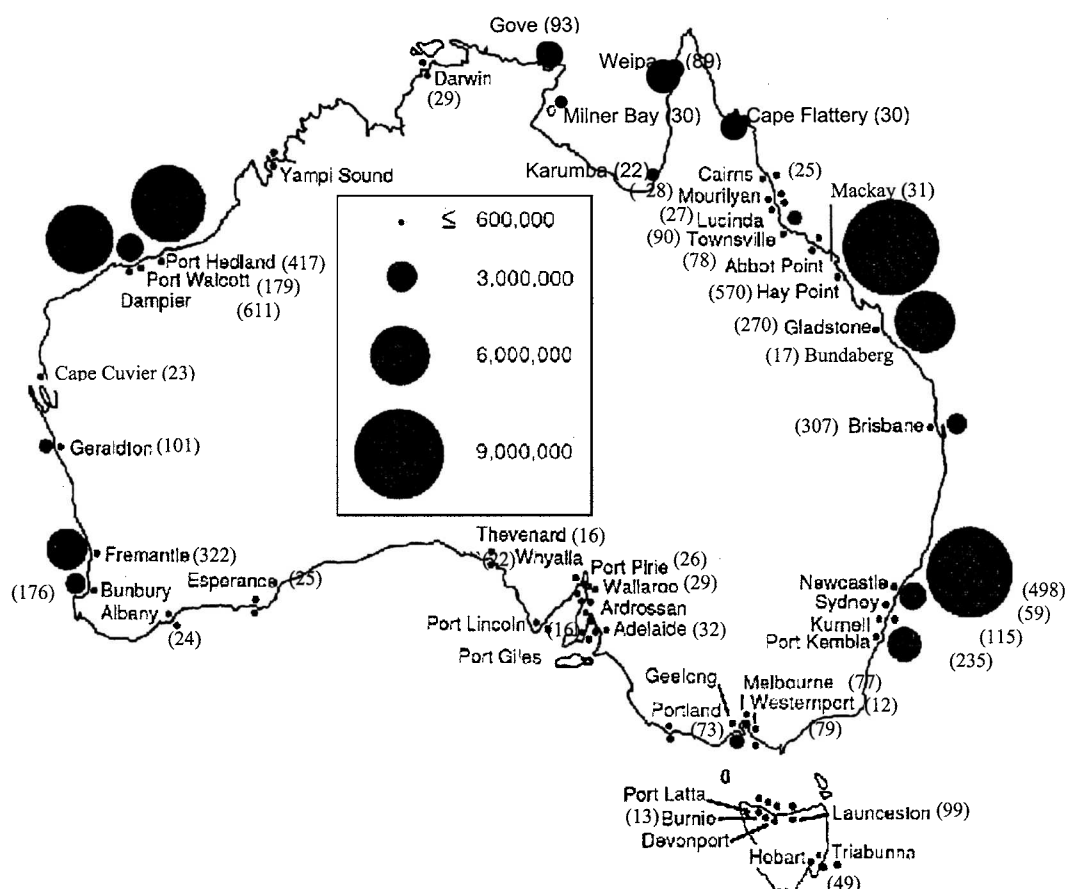 Gove (93)
Weipa (89)
Darwin
(29)
Milner Bay (30)
Cape Flattery (30)
Yampi Sound
Karumba (22)
Cairns (25)
(28) Mourilyan
Mackay (31)
(27) Lucinda
(90) Townsville
(78) Abbot Point
(570) Hay Point
(270) Gladstone
(17) Bundaberg
≤ 600,000
3,000,000
6,000,000
9,000,000
Port Hedland (417)
Port Walcott (179)
Dampier (611)
Cape Cuvier (23)
Geraldton (101)
(307) Brisbane
Fremantle (322)
(176) Bunbury
Albany
(24)
Esperance (25)
Thevenard (16)
(22) Whyalla
Port Pirie (26)
Wallaroo (29)
Ardrossan
Port Lincoln (16)
Adelaide (32)
Port Giles
Newcastle (498)
Sydney (59)
Kurnell (115)
Port Kembla (235)
Geelong
Melbourne (77)
Westernport (12)
Portland (73)
(79)
Port Latta
(13) Burnie
Devonport
Launceston (99)
Hobart
Triabunna
(49)